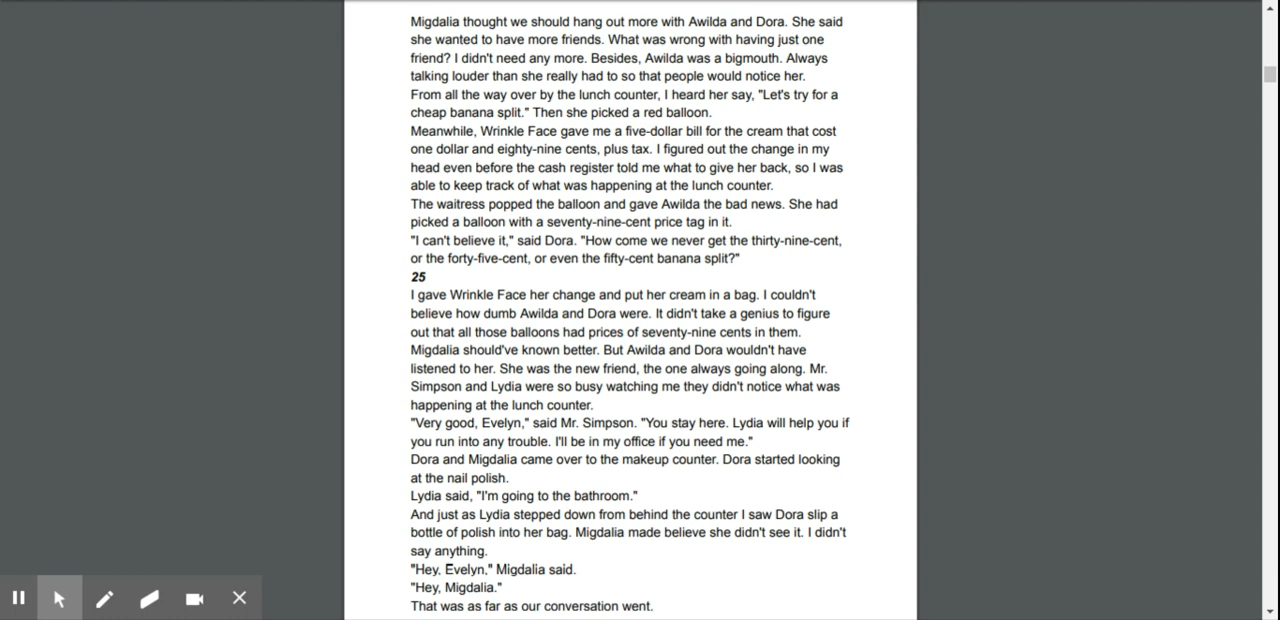 Migdalia thought we should hang out more with Awilda and Dora. She said
she wanted to have more friends. What was wrong with having just one
friend? I didn't need any more. Besides, Awilda was a bigmouth. Always
talking louder than she really had to so that people would notice her.
From all the way over by the lunch counter, I heard her say, "Let's try for a
cheap banana split." Then she picked a red balloon.
Meanwhile, Wrinkle Face gave me a five-dollar bill for the cream that cost
one dollar and eighty-nine cents, plus tax. I figured out the change in my
head even before the cash register told me what to give her back, so I was
able to keep track of what was happening at the lunch counter.
The waitress popped the balloon and gave Awilda the bad news. She had
picked a balloon with a seventy-nine-cent price tag in it.
"I can't believe it," said Dora. "How come we never get the thirty-nine-cent,
or the forty-five-cent, or even the fifty-cent banana split?"
25
I gave Wrinkle Face her change and put her cream in a bag. I couldn't
believe how dumb Awilda and Dora were. It didn't take a genius to figure
out that all those balloons had prices of seventy-nine cents in them.
Migdalia should've known better. But Awilda and Dora wouldn't have
listened to her. She was the new friend, the one always going along. Mr.
Simpson and Lydia were so busy watching me they didn't notice what was
happening at the lunch counter.
"Very good, Evelyn," said Mr. Simpson. "You stay here. Lydia will help you if
you run into any trouble. I'll be in my office if you need me."
Dora and Migdalia came over to the makeup counter. Dora started looking
at the nail polish.
Lydia said, "I'm going to the bathroom."
And just as Lydia stepped down from behind the counter I saw Dora slip a
bottle of polish into her bag. Migdalia made believe she didn't see it. I didn't
say anything.
"Hey. Evelyn," Migdalia said.
"Hey, Migdalia."
That was as far as our conversation went.